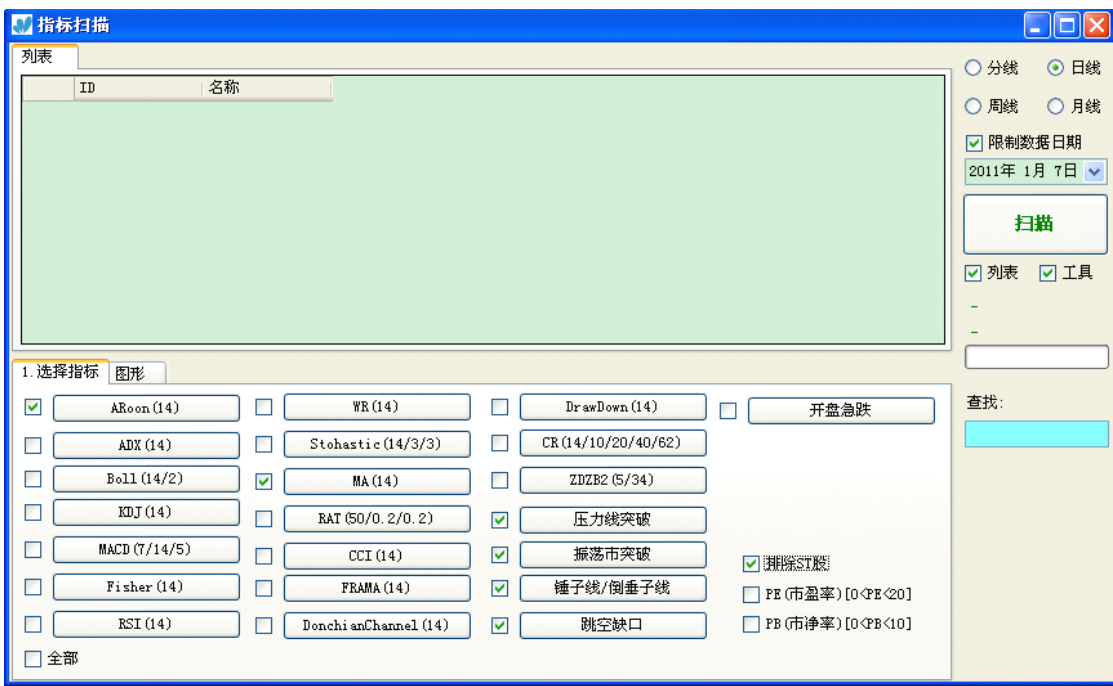 指标扫描
列表
ID 名称
分线 日线
周线 月线
限制数据日期
2011年 1月 7日
扫描
列表 工具
-
-
查找:
1.选择指标 图形
ARoon(14) WR(14) DrawDown(14) 开盘急跌
ADX(14) Stohastic(14/3/3) CR(14/10/20/40/62)
Boll(14/2) MA(14) ZDZB2(5/34)
KDJ(14) RAT(50/0.2/0.2) 压力线突破
MACD(7/14/5) CCI(14) 振荡市突破 排除ST股
Fisher(14) FRAMA(14) 锤子线/倒垂子线 PE(市盈率)[0<PE<20]
RSI(14) DonchianChannel(14) 跳空缺口 PB(市净率)[0<PB<10]
全部